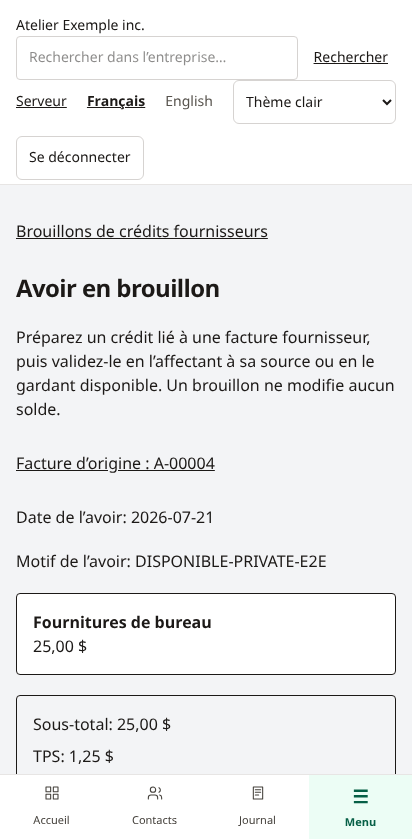 Atelier Exemple inc.
Rechercher dans l’entreprise…
Rechercher
Serveur
Français
English
Thème clair
Se déconnecter
Brouillons de crédits fournisseurs
Avoir en brouillon
Préparez un crédit lié à une facture fournisseur,
puis validez-le en l’affectant à sa source ou en le
gardant disponible. Un brouillon ne modifie aucun
solde.
Facture d’origine : A-00004
Date de l’avoir: 2026-07-21
Motif de l’avoir: DISPONIBLE-PRIVATE-E2E
Fournitures de bureau
25,00 $
Sous-total: 25,00 $
TPS: 1,25 $
Accueil
Contacts
Journal
Menu